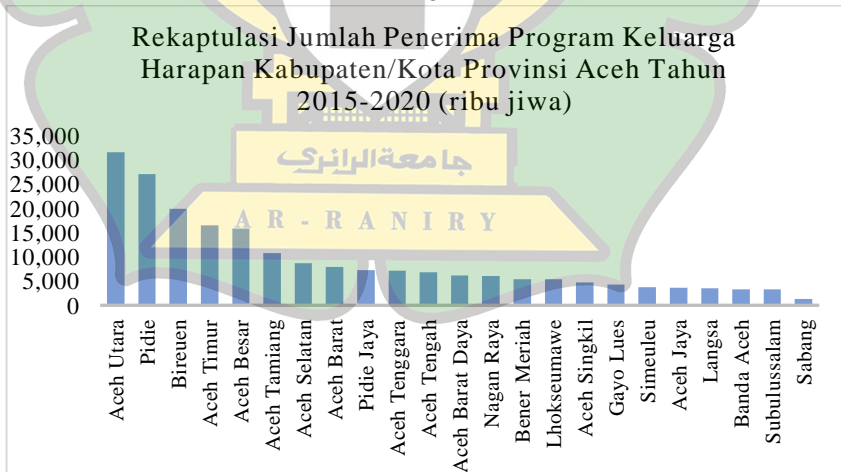 Rekaptulasi Jumlah Penerima Program Keluarga
Harapan Kabupaten/Kota Provinsi Aceh Tahun
2015-2020 (ribu jiwa)
35,000
30,000
25,000
20,000
15,000
10,000
5,000
0
جامعةالرانري
AR-RANIRY
Aceh Utara
Pidie
Bireuen
Aceh Timur
Aceh Besar
Aceh Tamiang
Aceh Selatan
Aceh Barat
Pidie Jaya
Aceh Tenggara
Aceh Tengah
Aceh Barat Daya
Nagan Raya
Bener Meriah
Lhokseumawe
Aceh Singkil
Gayo Lues
Simeuleu
Aceh Jaya
Langsa
Banda Aceh
Subulussalam
Sabang